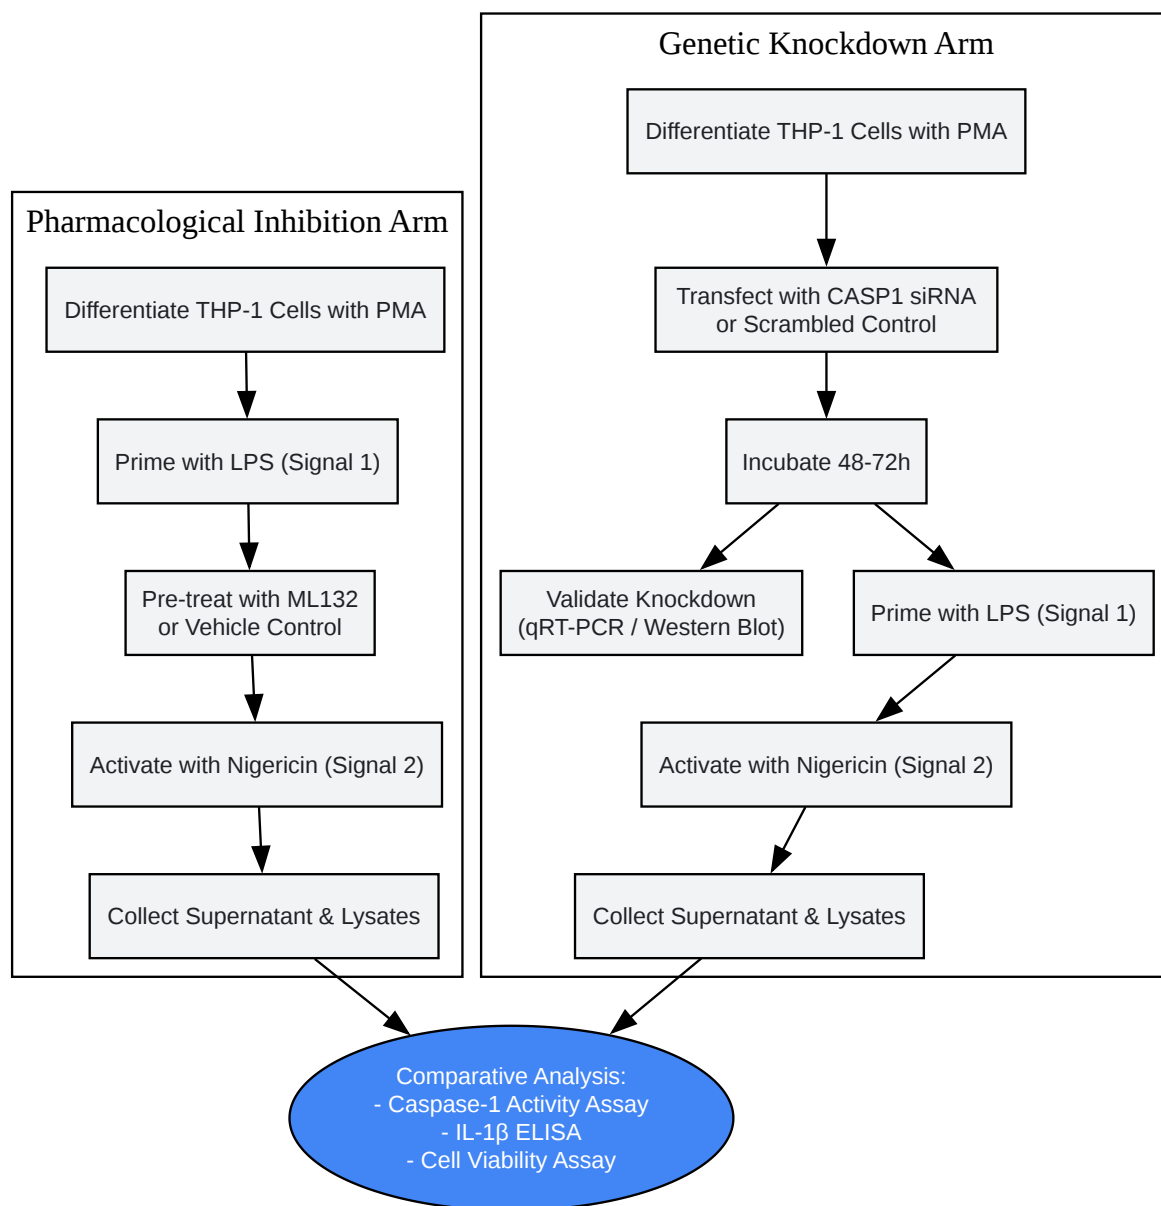 Pharmacological Inhibition Arm
Differentiate THP-1 Cells with PMA
Prime with LPS (Signal 1)
Pre-treat with ML132
or Vehicle Control
Activate with Nigericin (Signal 2)
Collect Supernatant & Lysates
Genetic Knockdown Arm
Differentiate THP-1 Cells with PMA
Transfect with CASP1 siRNA
or Scrambled Control
Incubate 48-72h
Validate Knockdown
(qRT-PCR / Western Blot)
Prime with LPS (Signal 1)
Activate with Nigericin (Signal 2)
Collect Supernatant & Lysates
Comparative Analysis:
- Caspase-1 Activity Assay
- IL-1β ELISA
- Cell Viability Assay